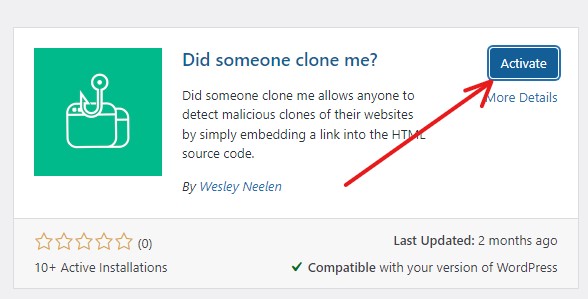 Did someone clone me?
Activate
More Details
Did someone clone me allows anyone to
detect malicious clones of their websites
by simply embedding a link into the HTML
source code.
By Wesley Neelen
(0)
Last Updated: 2 months ago
10+ Active Installations
Compatible with your version of WordPress